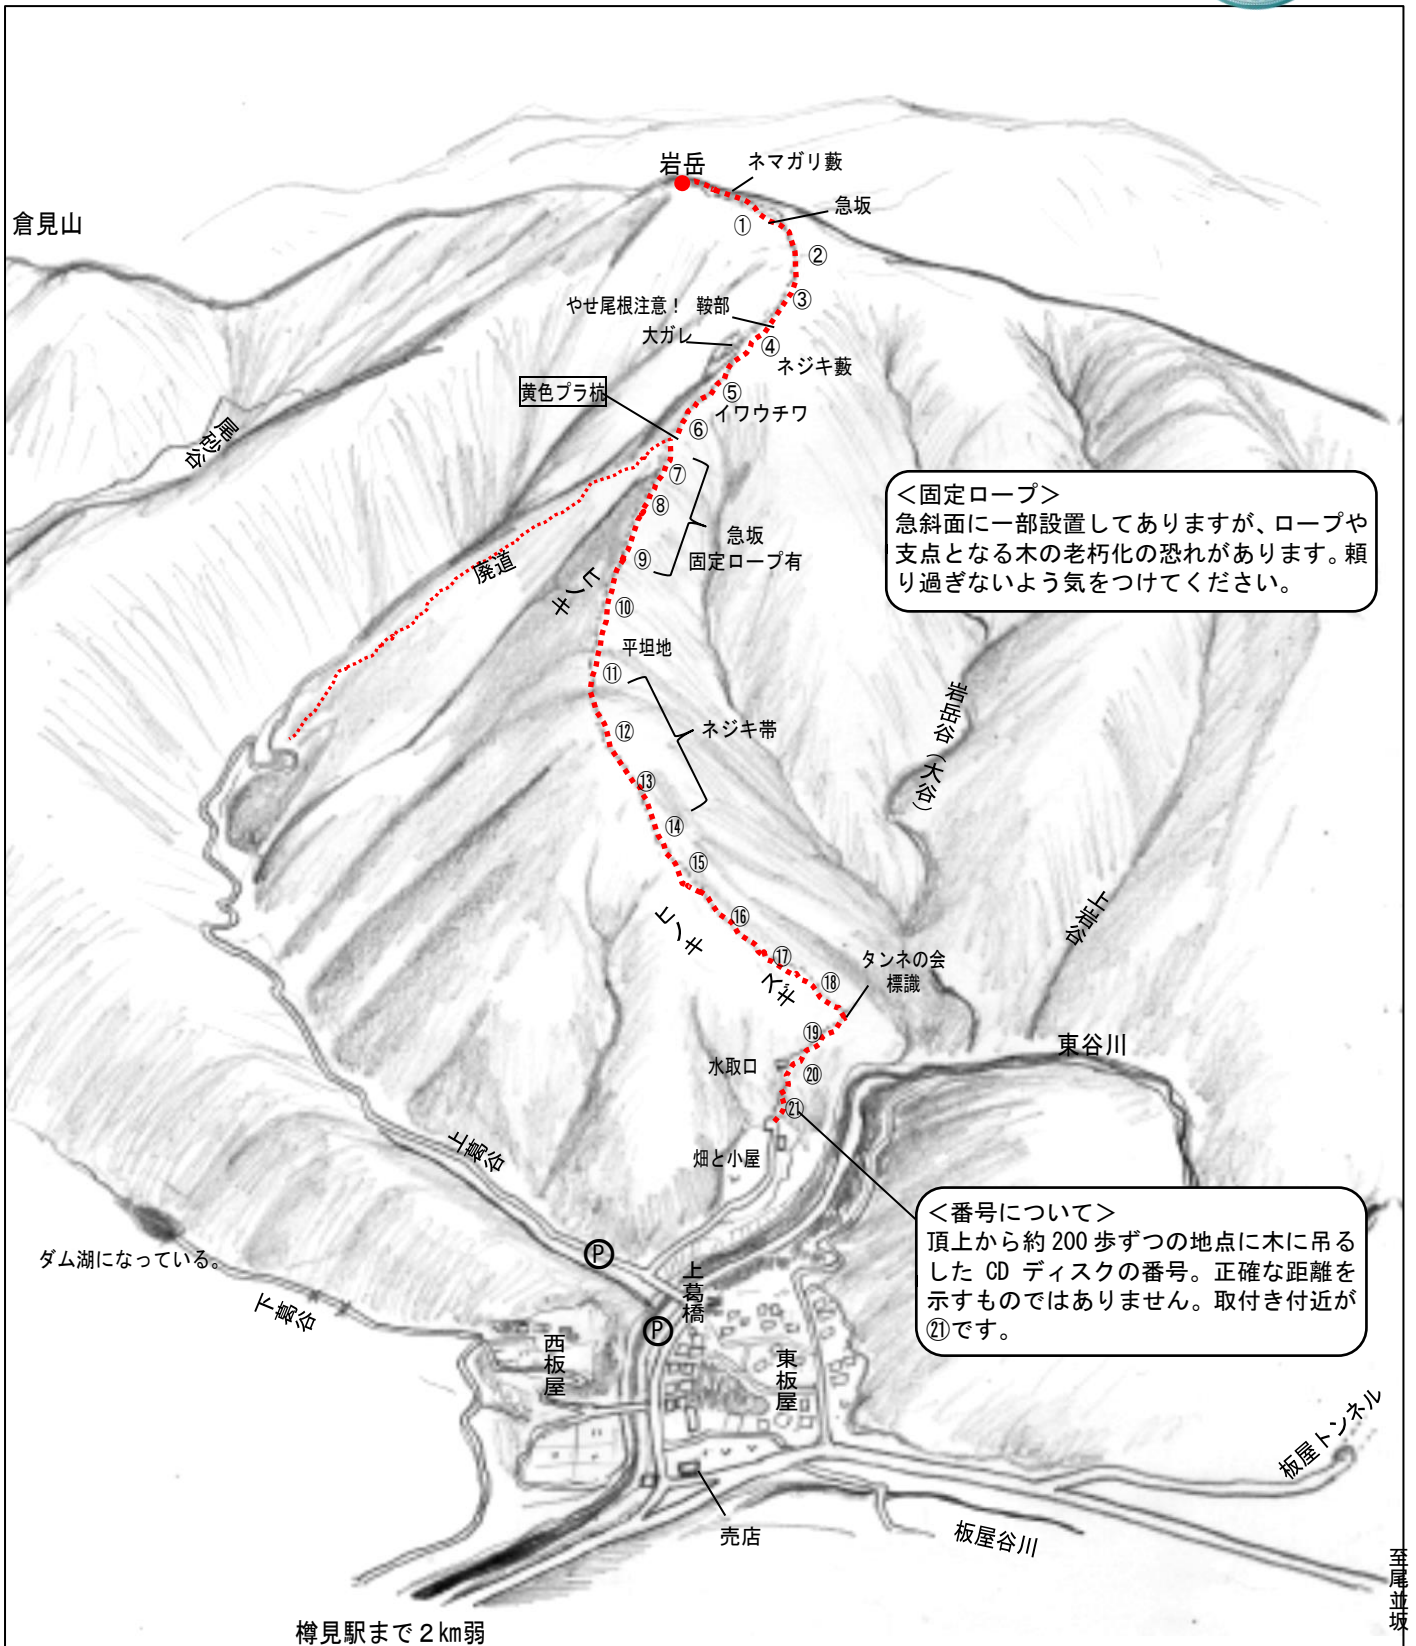 岩岳
ネマガリ藪
倉見山
急坂
①
②
③
やせ尾根注意！ 鞍部
大ガレ
④
ネジキ藪
黄色プラ杭
⑤
イワウチワ
⑥
尾砂谷
⑦
⑧
急坂
固定ロープ有
⑨
<固定ロープ>
急斜面に一部設置してありますが、ロープや
支点となる木の老朽化の恐れがあります。頼
り過ぎないよう気をつけてください。
廃道
ヒノキ
⑩
平坦地
⑪
岩岳谷（大谷）
⑫
ネジキ帯
⑬
⑭
⑮
上岩谷
⑯
ヒノキ
⑰
スギ
⑱
タンネの会
標識
⑲
東谷川
水取口
⑳
㉑
上葛谷
畑と小屋
<番号について>
頂上から約200歩ずつの地点に木に吊る
した CD ディスクの番号。正確な距離を
示すものではありません。取付き付近が
㉑です。
ダム湖になっている。
下葛谷
P
上葛橋
P
西板屋
東板屋
板屋トンネル
売店
板屋谷川
至尾並坂
樽見駅まで２km弱